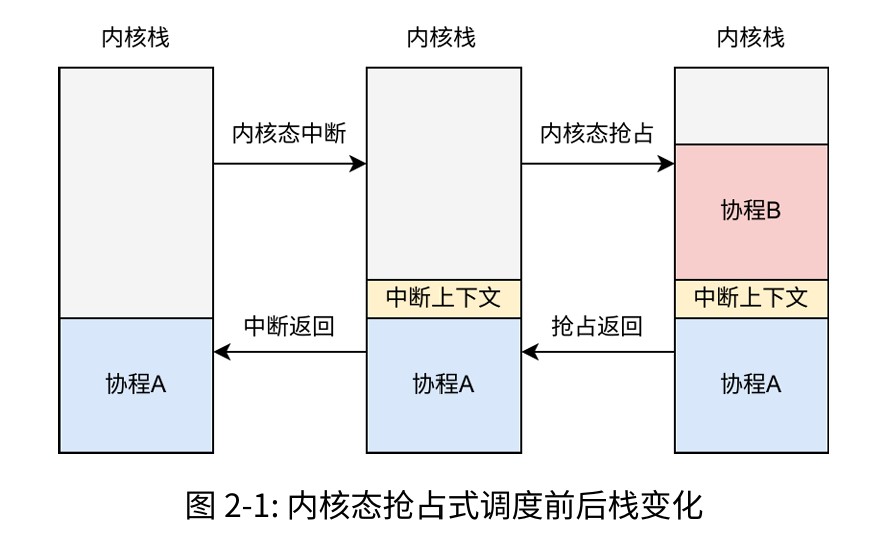 内核栈
内核栈
内核栈
内核态中断
内核态抢占
协程B
中断上下文
中断上下文
中断返回
抢占返回
协程A
协程A
协程A
图 2-1: 内核态抢占式调度前后栈变化